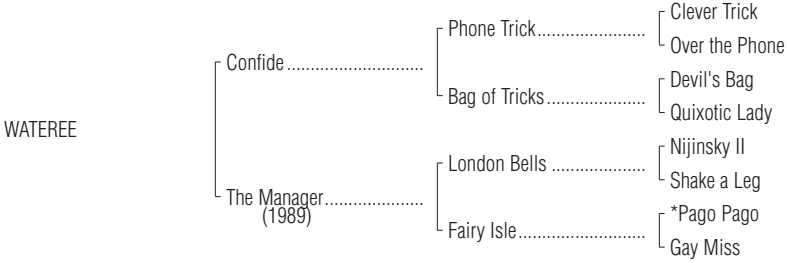 Clever Trick
Phone Trick.......................
Over the Phone
Confide.............................
Devil's Bag
Bag of Tricks.....................
Quixotic Lady
WATEREE
Nijinsky II
London Bells ....................
Shake a Leg
The Manager.....................
(1989)
*Pago Pago
Fairy Isle...........................
Gay Miss